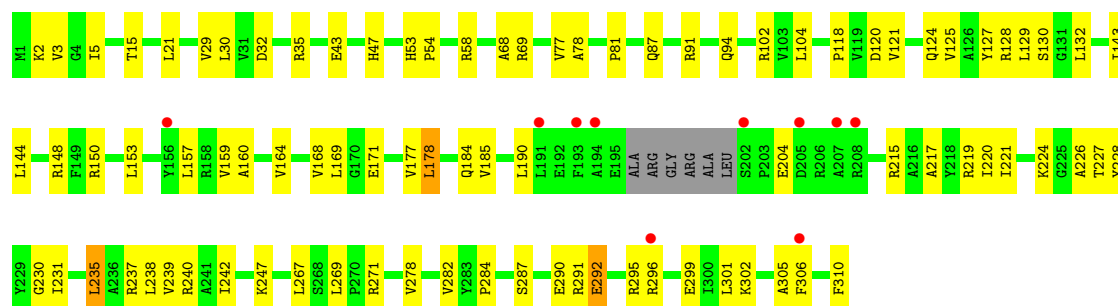 M1 K2 V3 G4 I5 T15 L21 V29 L30 V31 D32 R35 E43 H47 H53 P54 R58 A68 R69 V77 A78 P81 Q87 R91 Q94 R102 V103 L104 P118 V119 D120 V121 Q124 V125 A126 Y127 R128 L129 S130 G131 L132 I143
L144 R148 F149 R150 L153 Y156 L157 R158 V159 A160 V164 V168 L169 G170 E171 V177 L178 Q184 V185 L190 L191 E192 F193 A194 E195 ALA ARG GLY ARG ALA LEU S202 P203 E204 D205 R206 A207 R208 R215 A216 A217 Y218 R219 I220 I221 K224 G225 A226 T227 Y228
Y229 G230 I231 L235 A236 R237 L238 V239 R240 A241 I242 K247 L267 S268 L269 P270 R271 V278 V282 Y283 P284 S287 E290 R291 E292 R295 R296 E299 I300 L301 K302 A305 F306 F310